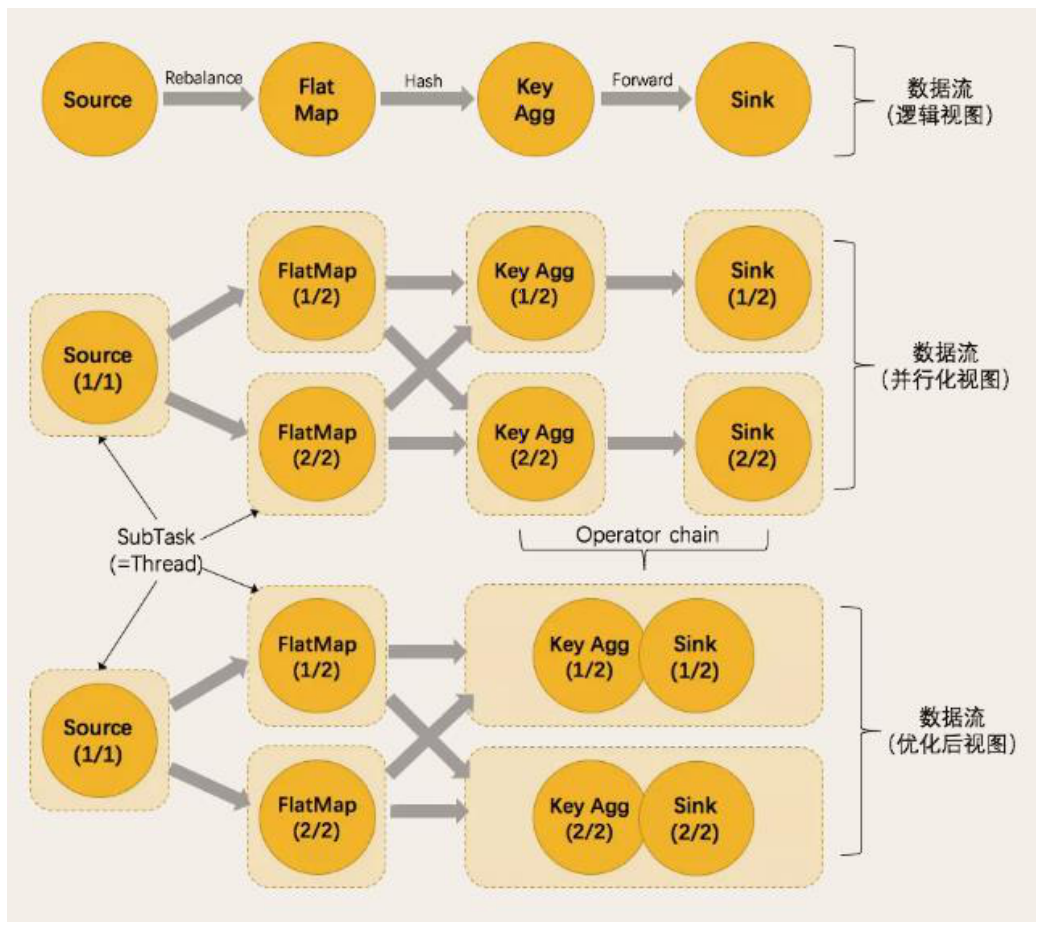 Rebalance
Hash
Forward
Source
Flat
Map
Key
Agg
Sink
数据流
(逻辑视图)
FlatMap
(1/2)
Key Agg
(1/2)
Sink
(1/2)
Source
(1/1)
数据流
(并行化视图)
FlatMap
(2/2)
Key Agg
(2/2)
Sink
(2/2)
SubTask
(=Thread)
Operator chain
FlatMap
(1/2)
Key Agg
(1/2)
Sink
(1/2)
Source
(1/1)
数据流
(优化后视图)
FlatMap
(2/2)
Key Agg
(2/2)
Sink
(2/2)